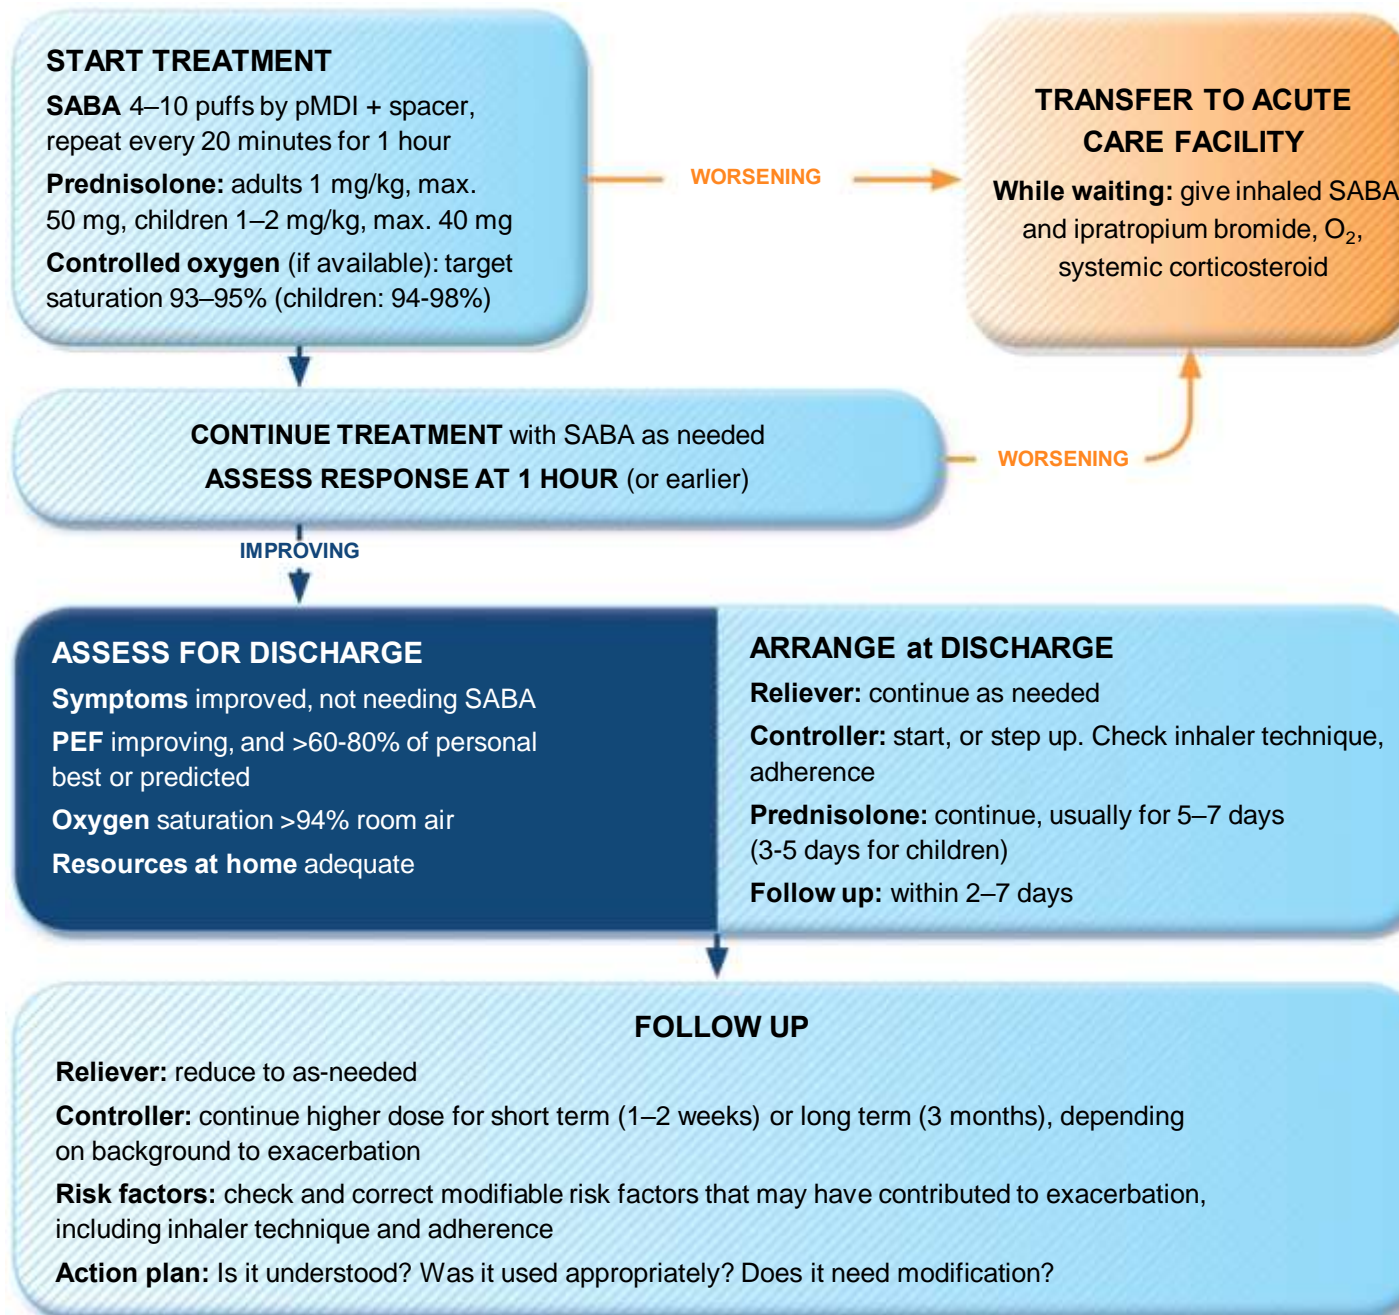 START TREATMENT
SABA 4–10 puffs by pMDI + spacer,
repeat every 20 minutes for 1 hour
Prednisolone: adults 1 mg/kg, max.
50 mg, children 1–2 mg/kg, max. 40 mg
Controlled oxygen (if available): target
saturation 93–95% (children: 94-98%)
WORSENING
TRANSFER TO ACUTE
CARE FACILITY
While waiting: give inhaled SABA
and ipratropium bromide, O₂,
systemic corticosteroid
CONTINUE TREATMENT with SABA as needed
ASSESS RESPONSE AT 1 HOUR (or earlier)
WORSENING
IMPROVING
ASSESS FOR DISCHARGE
Symptoms improved, not needing SABA
PEF improving, and >60-80% of personal
best or predicted
Oxygen saturation >94% room air
Resources at home adequate
ARRANGE at DISCHARGE
Reliever: continue as needed
Controller: start, or step up. Check inhaler technique,
adherence
Prednisolone: continue, usually for 5–7 days
(3-5 days for children)
Follow up: within 2–7 days
FOLLOW UP
Reliever: reduce to as-needed
Controller: continue higher dose for short term (1–2 weeks) or long term (3 months), depending
on background to exacerbation
Risk factors: check and correct modifiable risk factors that may have contributed to exacerbation,
including inhaler technique and adherence
Action plan: Is it understood? Was it used appropriately? Does it need modification?